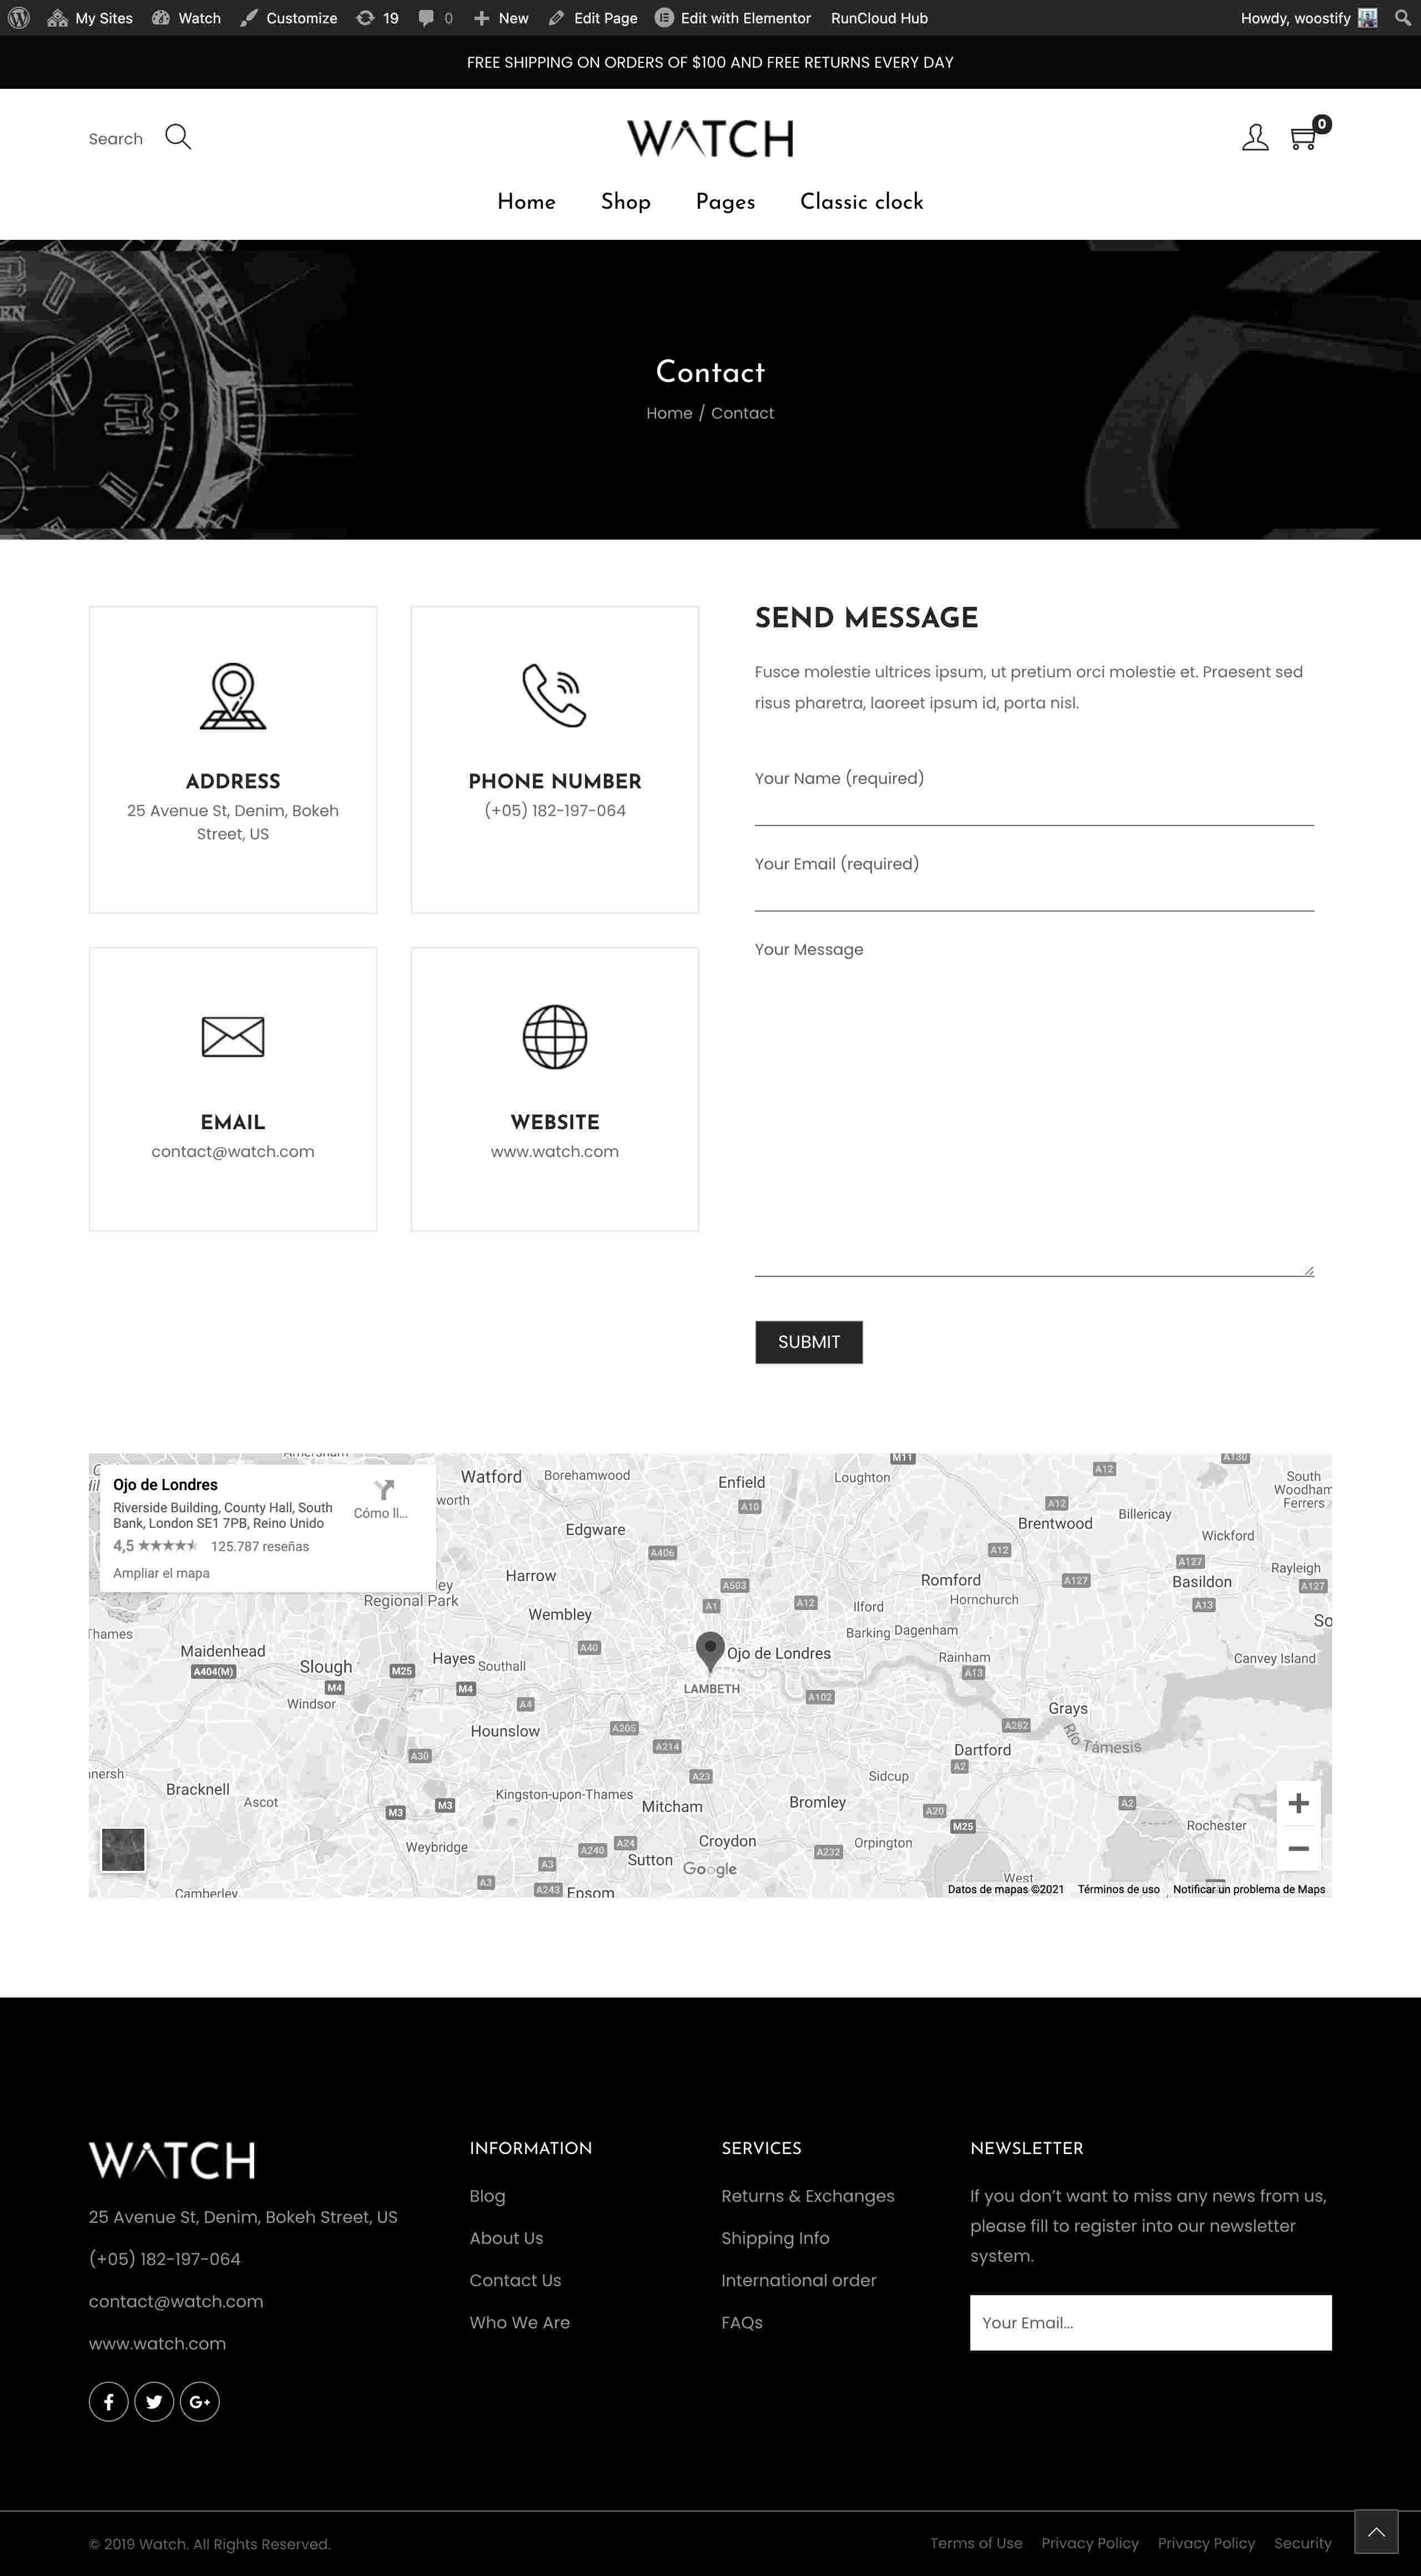 My Sites Watch Customize 19 0 New Edit Page Edit with Elementor RunCloud Hub Howdy, woostify
FREE SHIPPING ON ORDERS OF $100 AND FREE RETURNS EVERY DAY
Search WATCH 0
Home Shop Pages Classic clock
Contact
Home / Contact
ADDRESS
25 Avenue St, Denim, Bokeh
Street, US
PHONE NUMBER
(+05) 182-197-064
EMAIL
contact@watch.com
WEBSITE
www.watch.com
SEND MESSAGE
Fusce molestie ultrices ipsum, ut pretium orci molestie et. Praesent sed
risus pharetra, laoreet ipsum id, porta nisl.
Your Name (required)
Your Email (required)
Your Message
SUBMIT
Ojo de Londres
Riverside Building, County Hall, South
Bank, London SE1 7PB, Reino Unido
Cómo ll...
4,5 125.787 reseñas
Ampliar el mapa
Watford
Borehamwood
Enfield
Loughton
M11
A12
A130
South
Woodham
Ferrers
A10
A12
Billericay
Brentwood
Edgware
Wickford
A406
A12
A127
Rayleigh
Harrow
A503
Romford
A127
Basildon
A127
Regional Park
A1
A12
Ilford
Hornchurch
A13
Wembley
So
Thames
Barking
Dagenham
Maidenhead
A40
Ojo de Londres
Hayes
Southall
Rainham
Canvey Island
Slough
A404(M)
M25
A13
M4
M4
LAMBETH
Windsor
A4
A102
Grays
Hounslow
A205
A282
A214
Río Támesis
A30
Dartford
A2
Bracknell
Ascot
A23
Sidcup
Kingston-upon-Thames
Mitcham
Bromley
M3
M3
A20
A2
M25
Rochester
Weybridge
A240
A24
Croydon
A232
Orpington
A3
Sutton
Google
A3
A243
Epsom
Camberley
West
Datos de mapas ©2021 Términos de uso Notificar un problema de Maps
WATCH
25 Avenue St, Denim, Bokeh Street, US
(+05) 182-197-064
contact@watch.com
www.watch.com
G+
INFORMATION
Blog
About Us
Contact Us
Who We Are
SERVICES
Returns & Exchanges
Shipping Info
International order
FAQs
NEWSLETTER
If you don't want to miss any news from us,
please fill to register into our newsletter
system.
Your Email...
© 2019 Watch. All Rights Reserved.
Terms of Use Privacy Policy Privacy Policy Security